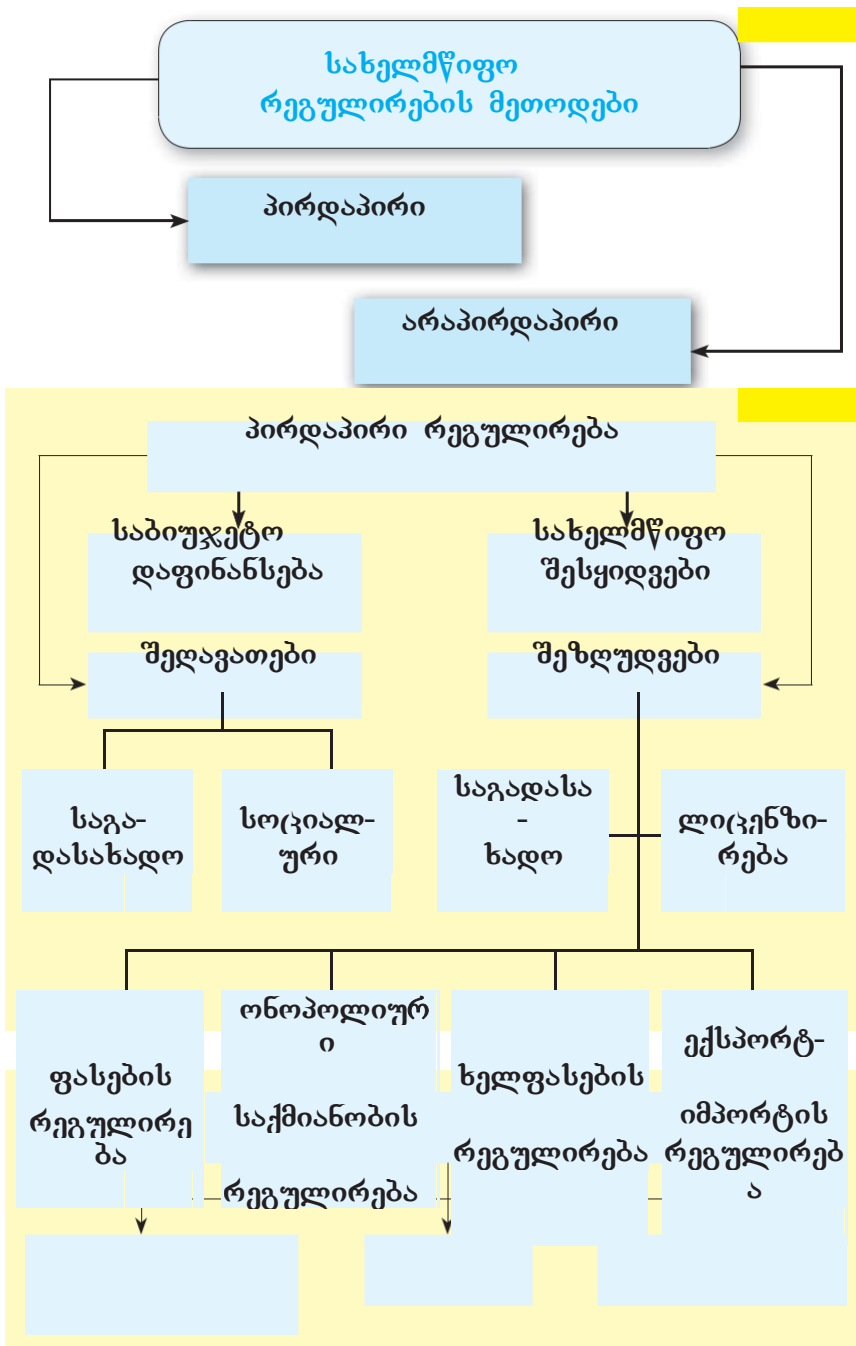 სახელმწიფო
რეგულირების მეთოდები
პირდაპირი
არაპირდაპირი
პირდაპირი რეგულირება
საბიუჯეტო
დაფინანსება
სახელმწიფო
შესყიდვები
შეღავათები
შეზღუდვები
საგა-
დასახადო
სოციალ-
ური
საგადასა
-
ხადო
ლიცენზი-
რება
ფასების
რეგულირე
ბა
ონოპოლიურ
ი
საქმიანობის
რეგულირება
ხელფასების
რეგულირება
ექსპორტ-
იმპორტის
რეგულირებ
ა